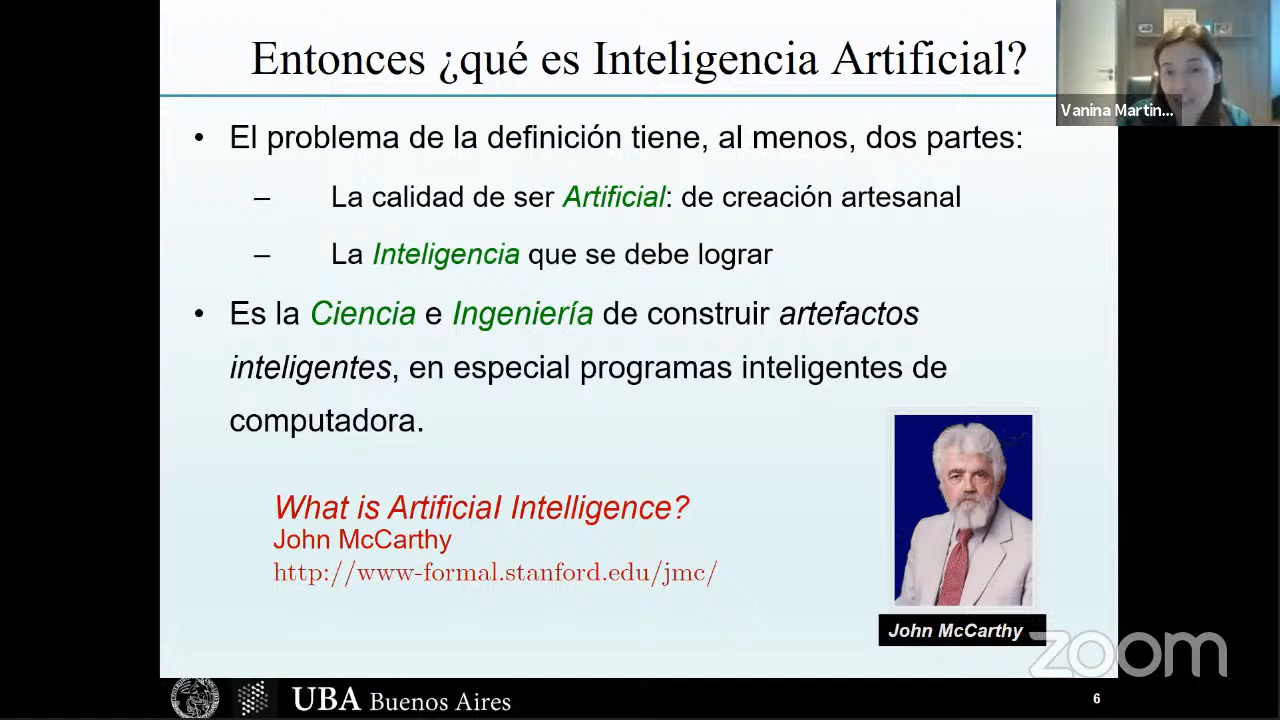 Entonces ¿qué es Inteligencia Artificial?
Vanina Martin...
• El problema de la definición tiene, al menos, dos partes:
– La calidad de ser Artificial: de creación artesanal
– La Inteligencia que se debe lograr
• Es la Ciencia e Ingeniería de construir artefactos
inteligentes, en especial programas inteligentes de
computadora.
What is Artificial Intelligence?
John McCarthy
http://www-formal.stanford.edu/jmc/
John McCarthy
zoom
UBA Buenos Aires
6